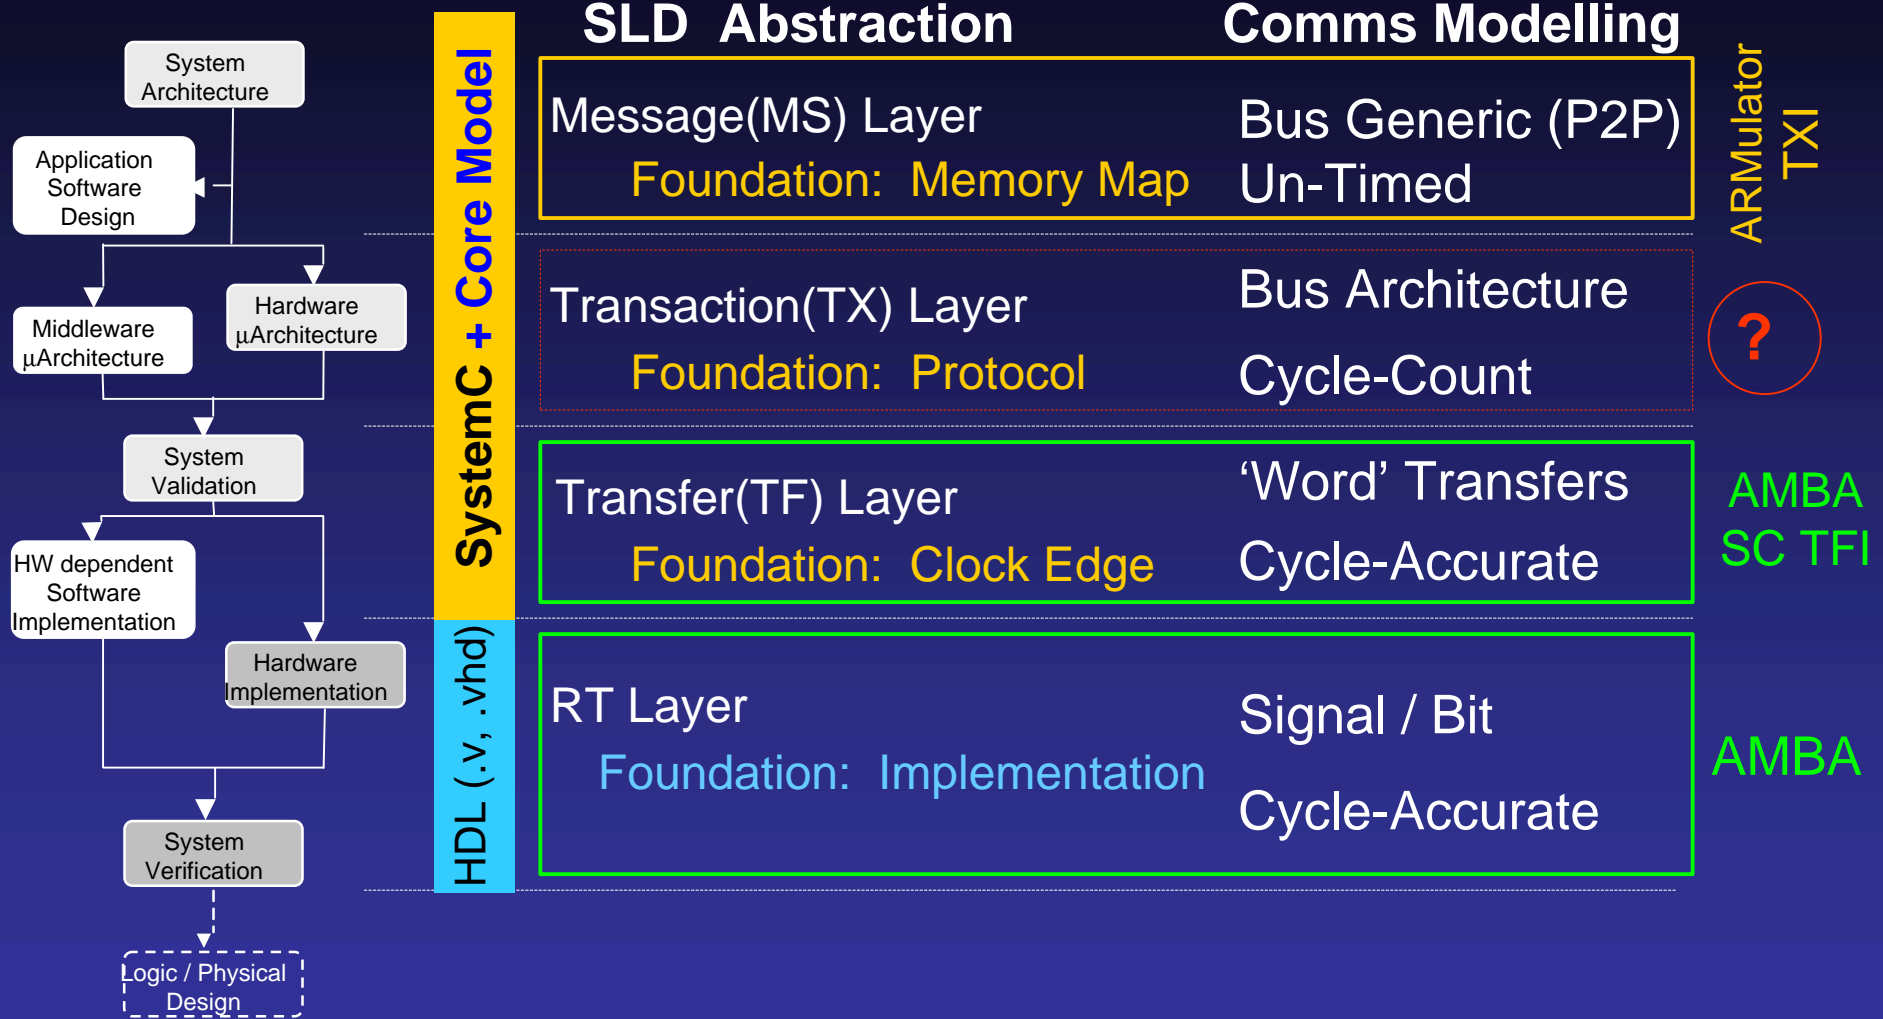 SLD Abstraction
Comms Modelling
System
Architecture
Application
Software
Design
Middleware
µArchitecture
Hardware
µArchitecture
System
Validation
HW dependent
Software
Implementation
Hardware
Implementation
System
Verification
Logic / Physical
Design
SystemC + Core Model
HDL (.v, .vhd)
Message(MS) Layer
Foundation: Memory Map
Bus Generic (P2P)
Un-Timed
ARMulator
TXI
Transaction(TX) Layer
Foundation: Protocol
Bus Architecture
Cycle-Count
?
Transfer(TF) Layer
Foundation: Clock Edge
‘Word’ Transfers
Cycle-Accurate
AMBA
SC TFI
RT Layer
Foundation: Implementation
Signal / Bit
Cycle-Accurate
AMBA